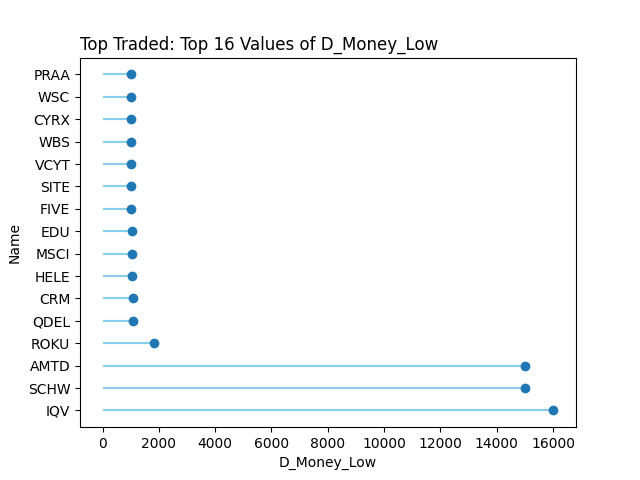 Top Traded: Top 16 Values of D_Money_Low
PRAA
WSC
CYRX
WBS
VCYT
SITE
FIVE
EDU
MSCI
HELE
CRM
QDEL
ROKU
AMTD
SCHW
IQV
Name
0 2000 4000 6000 8000 10000 12000 14000 16000
D_Money_Low